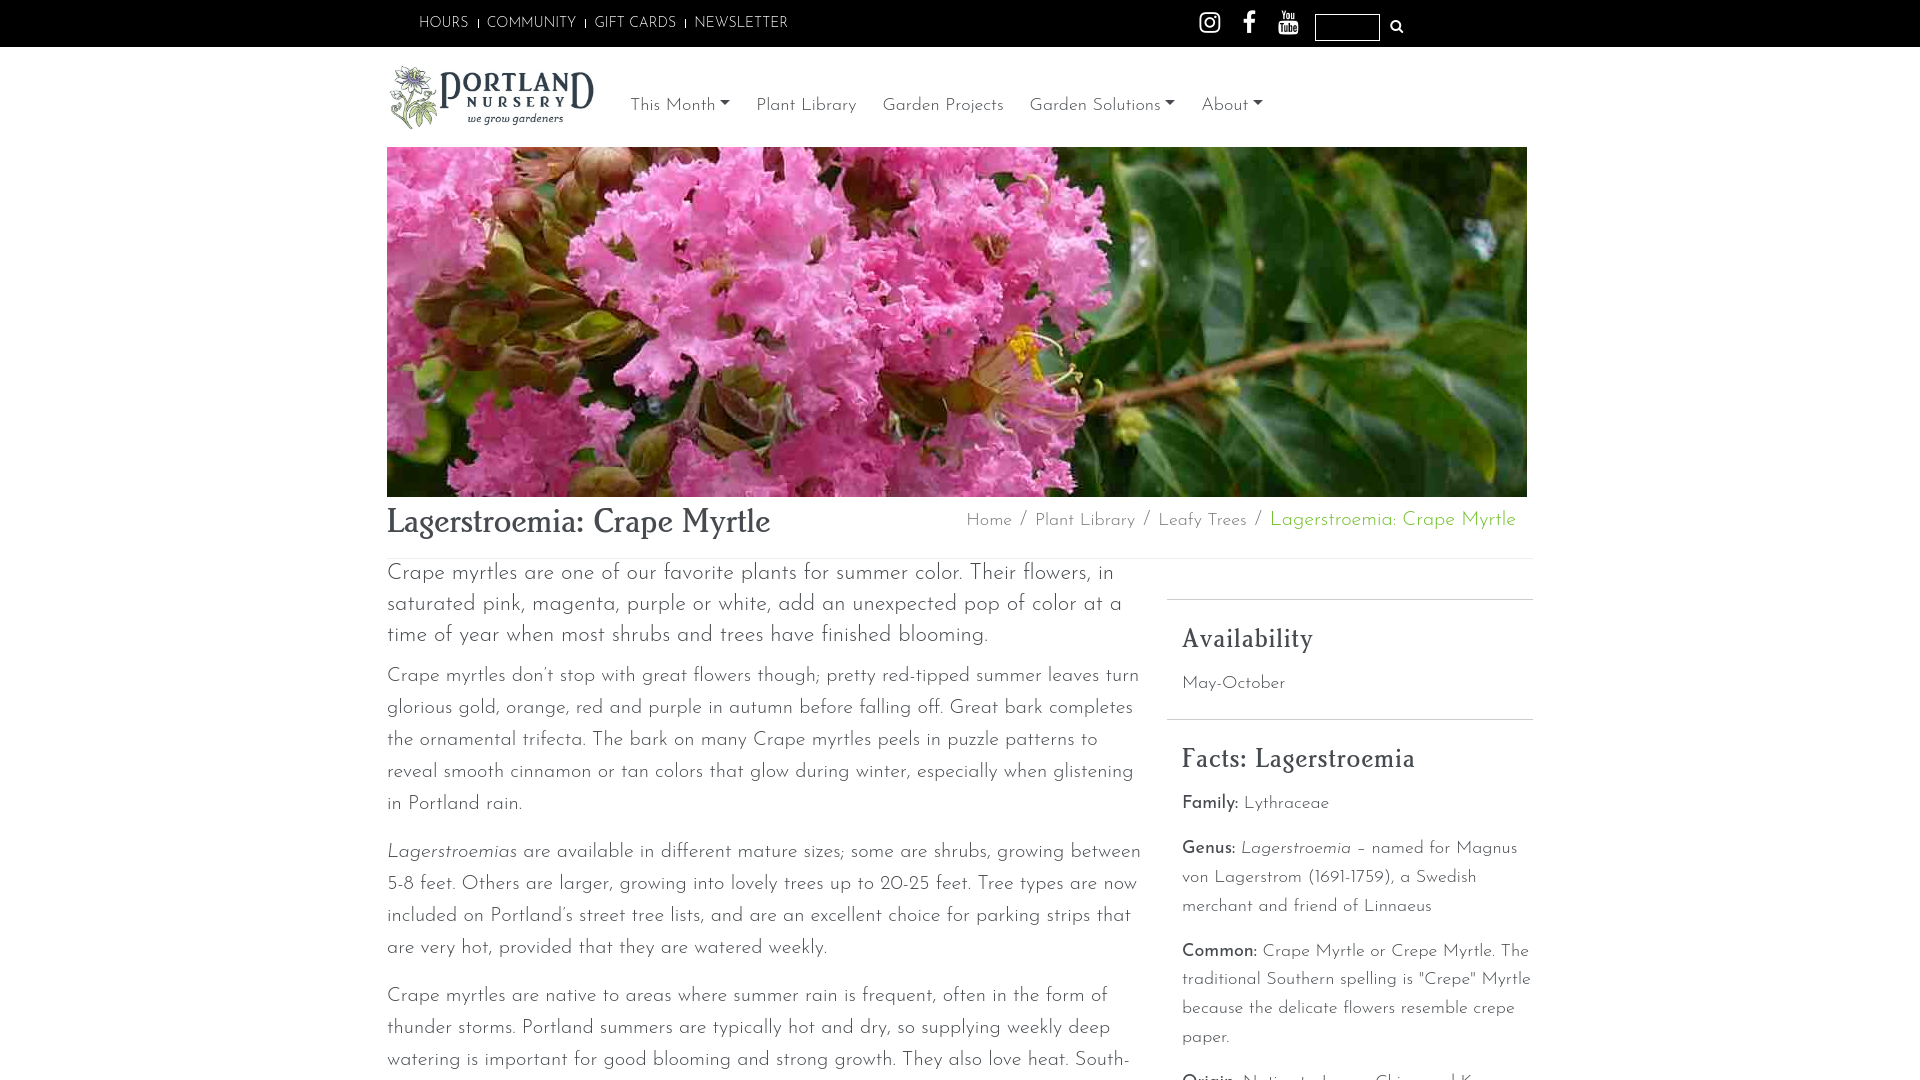 HOURS
COMMUNITY
GIFT CARDS
NEWSLETTER
You
Tube
PORTLAND
NURSERY
we grow gardeners
This Month
Plant Library
Garden Projects
Garden Solutions
About
Lagerstroemia: Crape Myrtle
Home / Plant Library / Leafy Trees / Lagerstroemia: Crape Myrtle
Crape myrtles are one of our favorite plants for summer color. Their flowers, in
saturated pink, magenta, purple or white, add an unexpected pop of color at a
time of year when most shrubs and trees have finished blooming.
Crape myrtles don't stop with great flowers though; pretty red-tipped summer leaves turn
glorious gold, orange, red and purple in autumn before falling off. Great bark completes
the ornamental trifecta. The bark on many Crape myrtles peels in puzzle patterns to
reveal smooth cinnamon or tan colors that glow during winter, especially when glistening
in Portland rain.
Lagerstroemias are available in different mature sizes; some are shrubs, growing between
5-8 feet. Others are larger, growing into lovely trees up to 20-25 feet. Tree types are now
included on Portland's street tree lists, and are an excellent choice for parking strips that
are very hot, provided that they are watered weekly.
Crape myrtles are native to areas where summer rain is frequent, often in the form of
thunder storms. Portland summers are typically hot and dry, so supplying weekly deep
watering is important for good blooming and strong growth. They also love heat. South-
Availability
May-October
Facts: Lagerstroemia
Family: Lythraceae
Genus: Lagerstroemia – named for Magnus
von Lagerstrom (1691-1759), a Swedish
merchant and friend of Linnaeus
Common: Crape Myrtle or Crepe Myrtle. The
traditional Southern spelling is "Crepe" Myrtle
because the delicate flowers resemble crepe
paper.